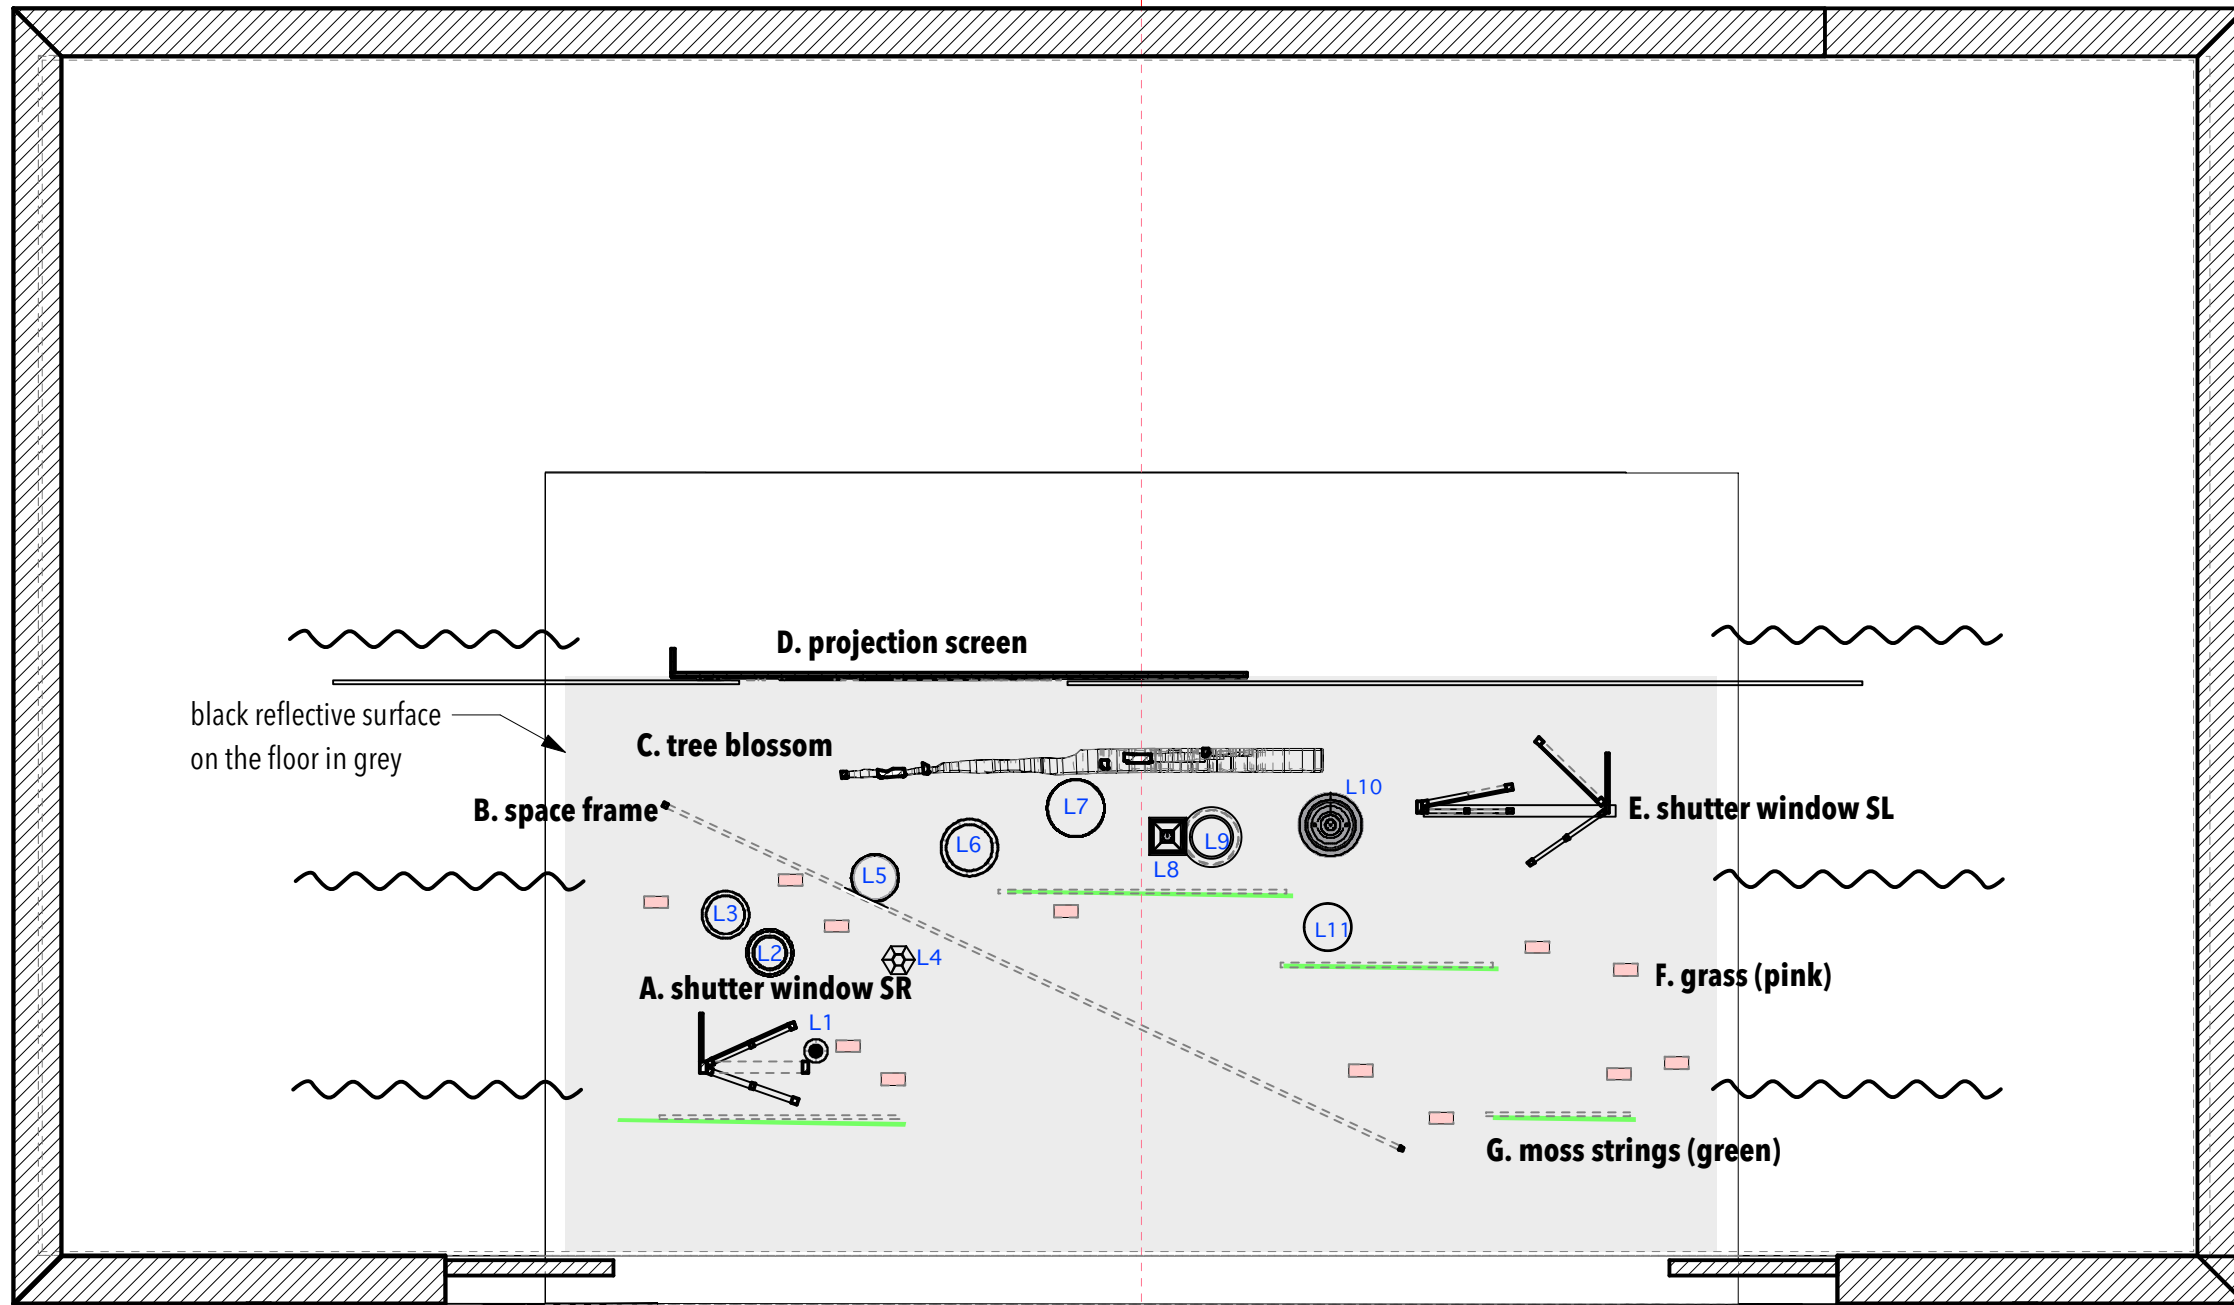 D. projection screen
black reflective surface
on the floor in grey
C. tree blossom
B. space frame
L7
L10
E. shutter window SL
L6
L9
L8
L5
L3
L11
L2
L4
F. grass (pink)
A. shutter window SR
L1
G. moss strings (green)